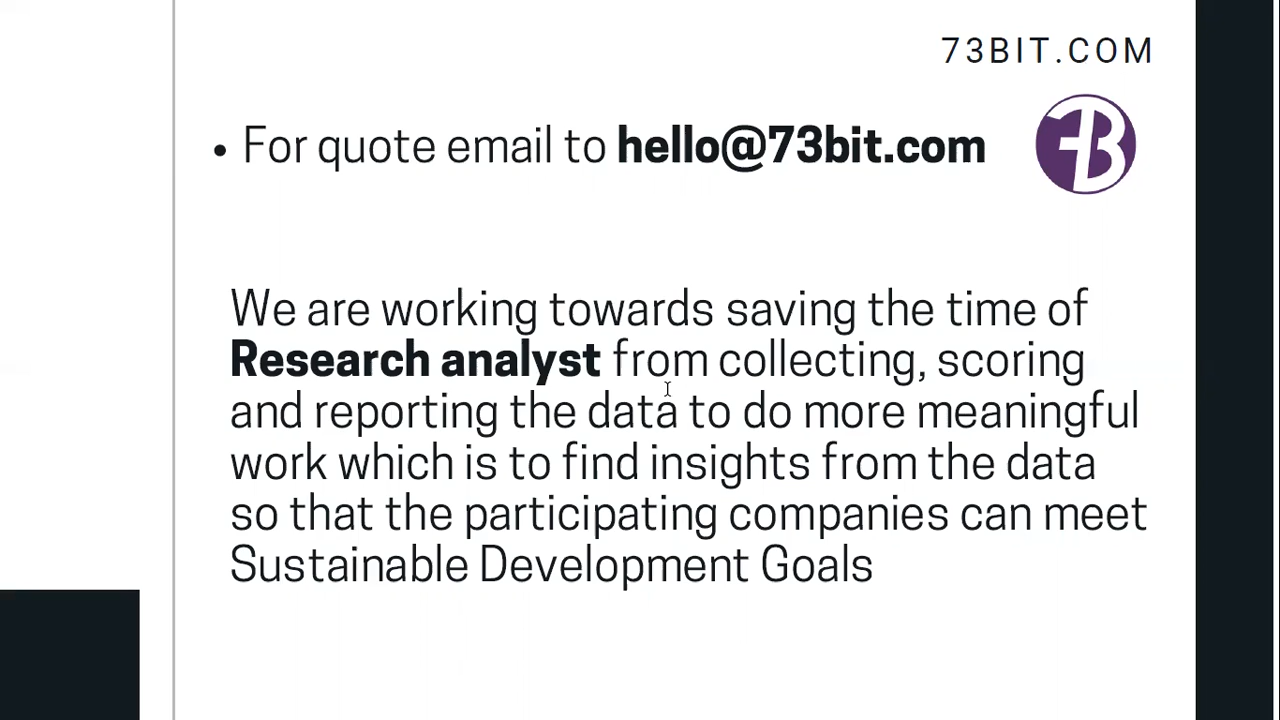 73BIT.COM
• For quote email to hello@73bit.com
73B
We are working towards saving the time of
Research analyst from collecting, scoring
and reporting the data to do more meaningful
work which is to find insights from the data
so that the participating companies can meet
Sustainable Development Goals